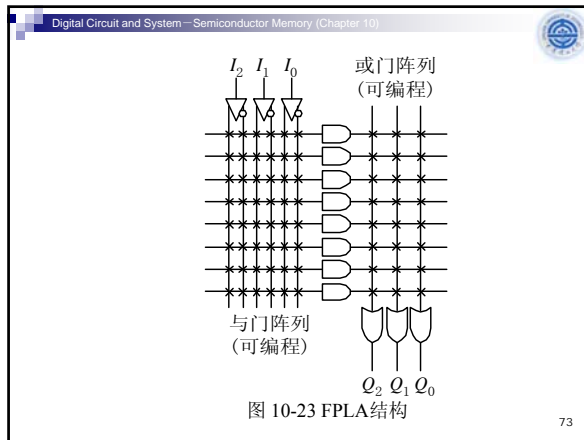 Digital Circuit and System－Semiconductor Memory (Chapter 10)
I2 I1 I0
或门阵列
(可编程)
与门阵列
(可编程)
Q2 Q1 Q0
图 10-23 FPLA结构
73